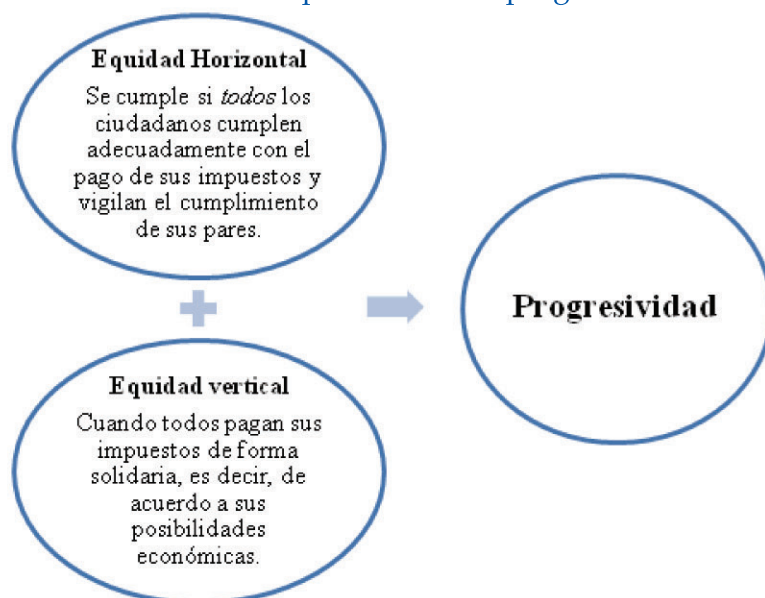 Equidad Horizontal
Se cumple si todos los
ciudadanos cumplen
adecuadamente con el
pago de sus impuestos y
vigilan el cumplimiento
de sus pares.
Progresividad
Equidad vertical
Cuando todos pagan sus
impuestos de forma
solidaria, es decir, de
acuerdo a sus
posibilidades
económicas.